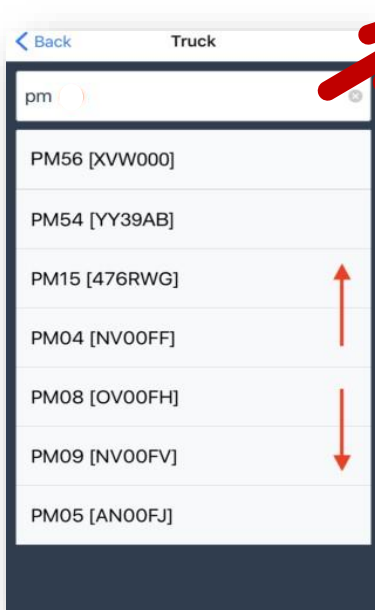 Back
Truck
pm
PM56 [XVW000]
PM54 [YY39AB]
PM15 [476RWG]
PM04 [NV00FF]
PM08 [OV00FH]
PM09 [NV00FV]
PM05 [AN00FJ]